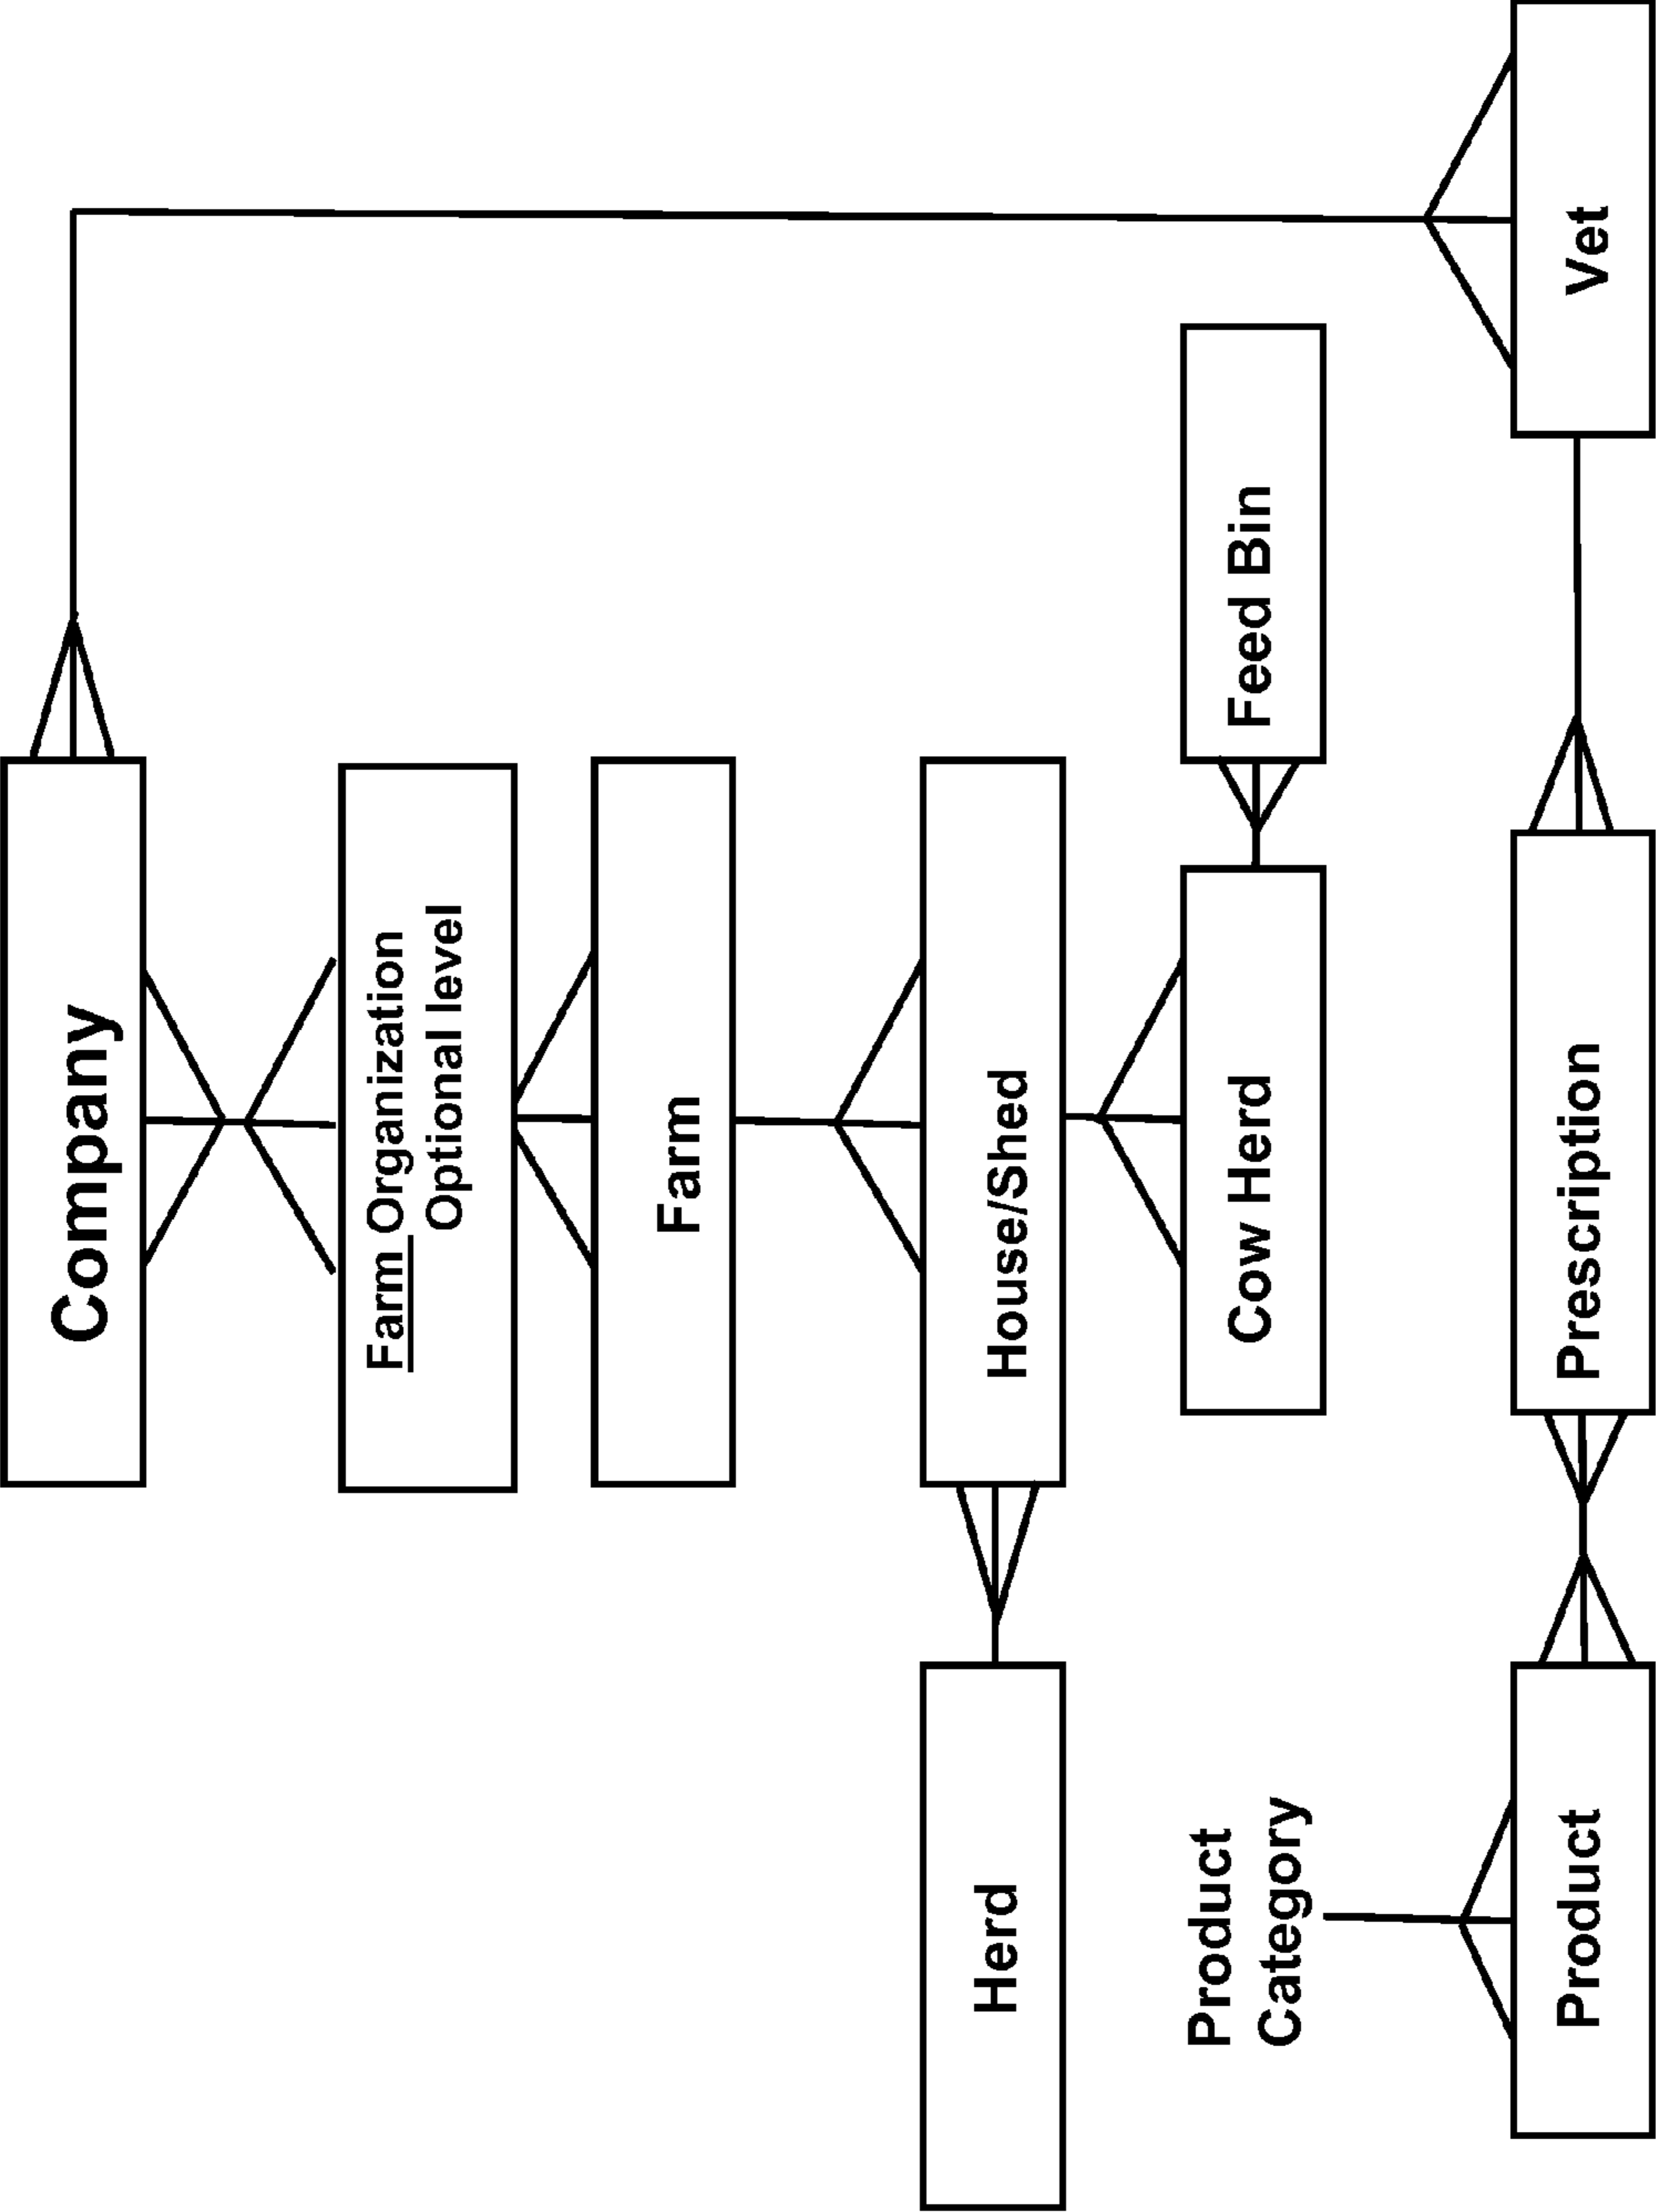 Company
Farm Organization
Optional level
Farm
Herd
House/Shed
Product
Category
Cow Herd
Feed Bin
Product
Prescription
Vet